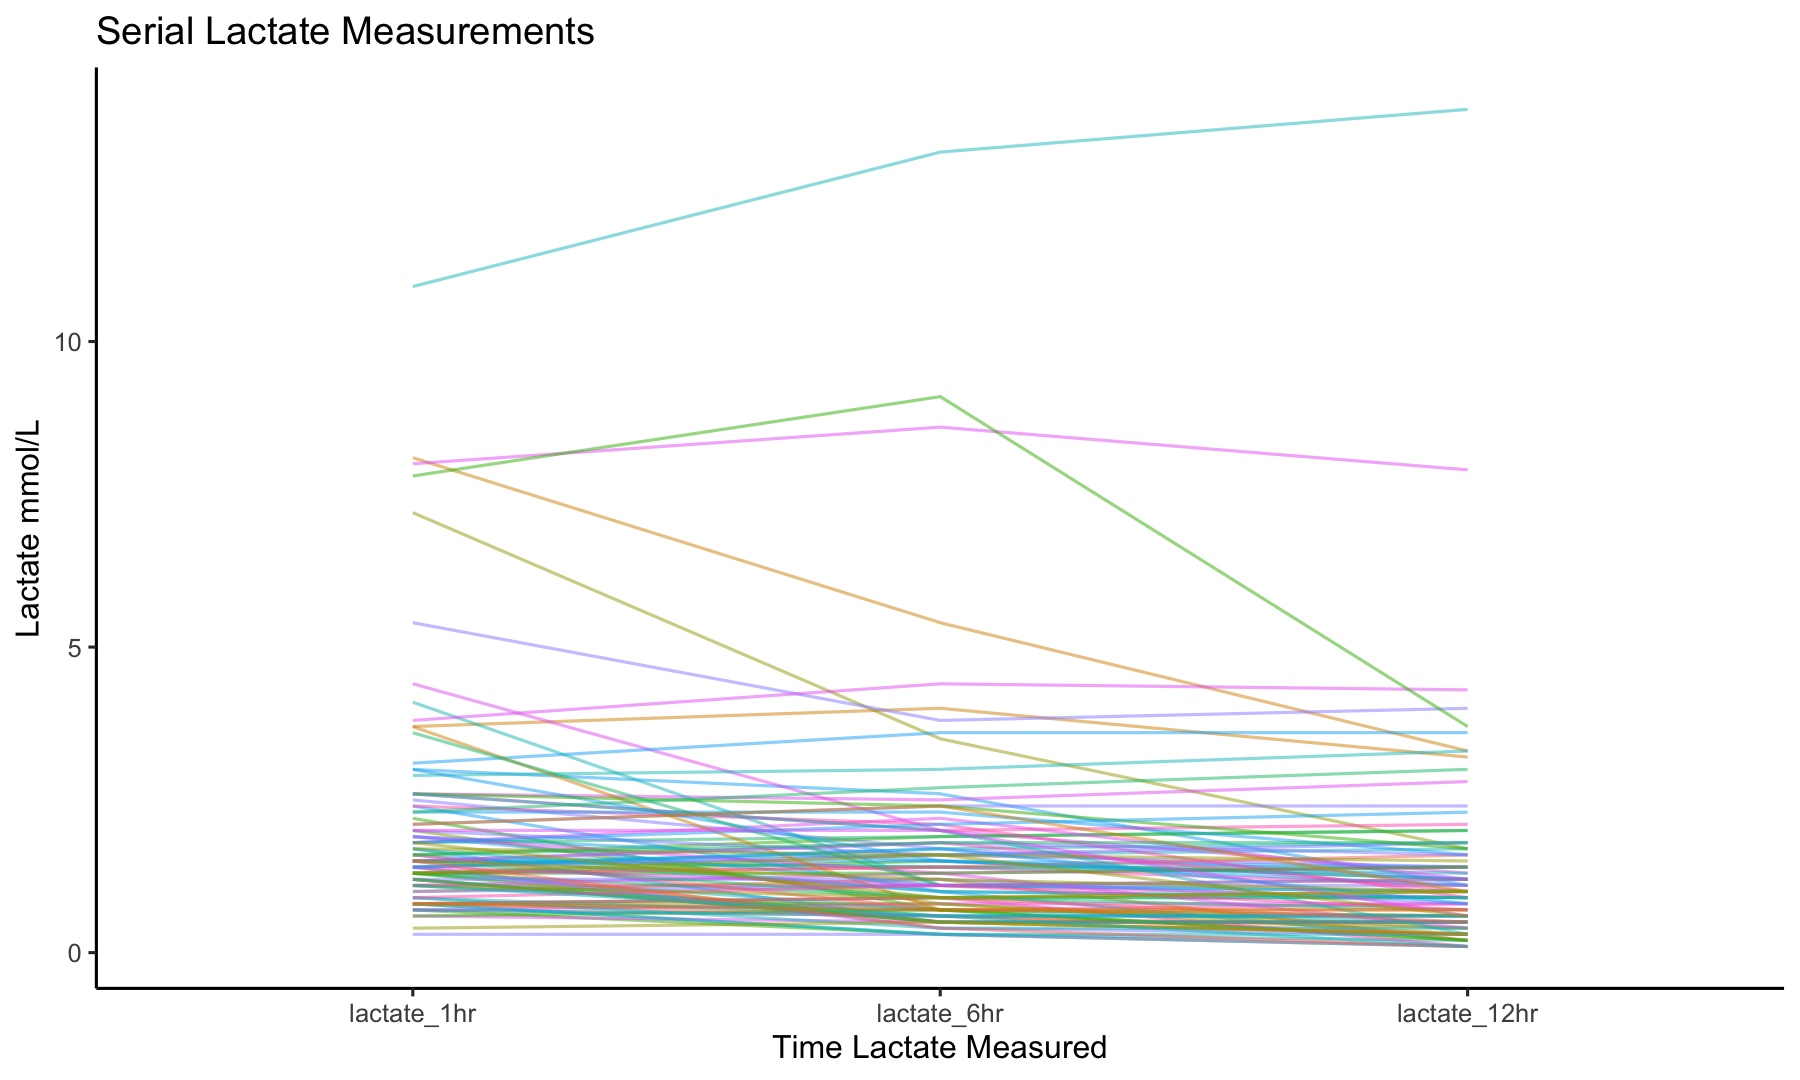 Serial Lactate Measurements
Lactate mmol/L
10
5
0
lactate_1hr
lactate_6hr
lactate_12hr
Time Lactate Measured